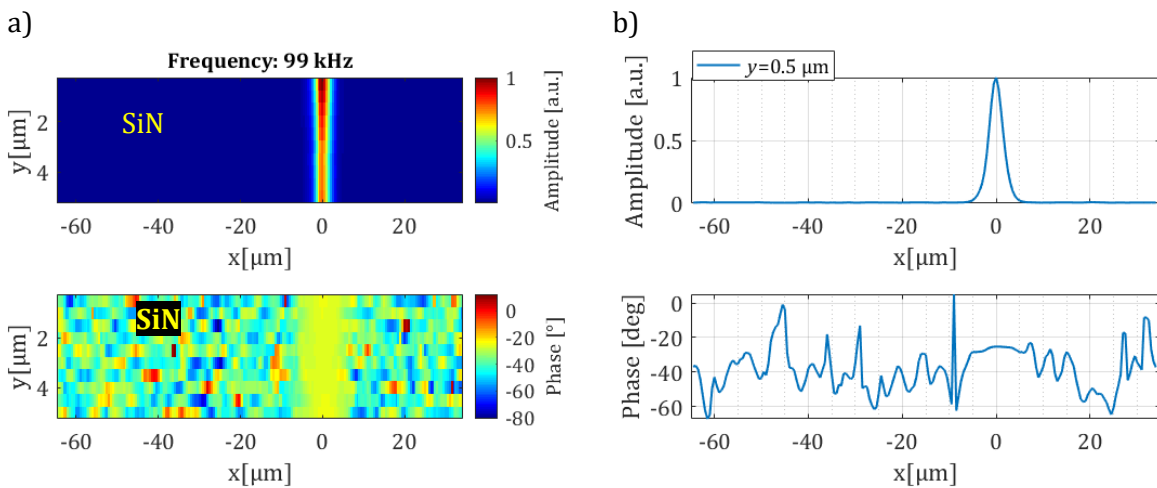 a)
Frequency: 99 kHz
SiN
y[μm]
2
4
-60 -40 -20 0 20
x[μm]
1
0.5
Amplitude [a.u.]
SiN
y[μm]
2
4
-60 -40 -20 0 20
x[μm]
0
-20
-40
-60
-80
Phase [°]
b)
y=0.5 μm
Amplitude [a.u.]
1
0.5
0
-60 -40 -20 0 20
x[μm]
Phase [deg]
0
-20
-40
-60
-60 -40 -20 0 20
x[μm]